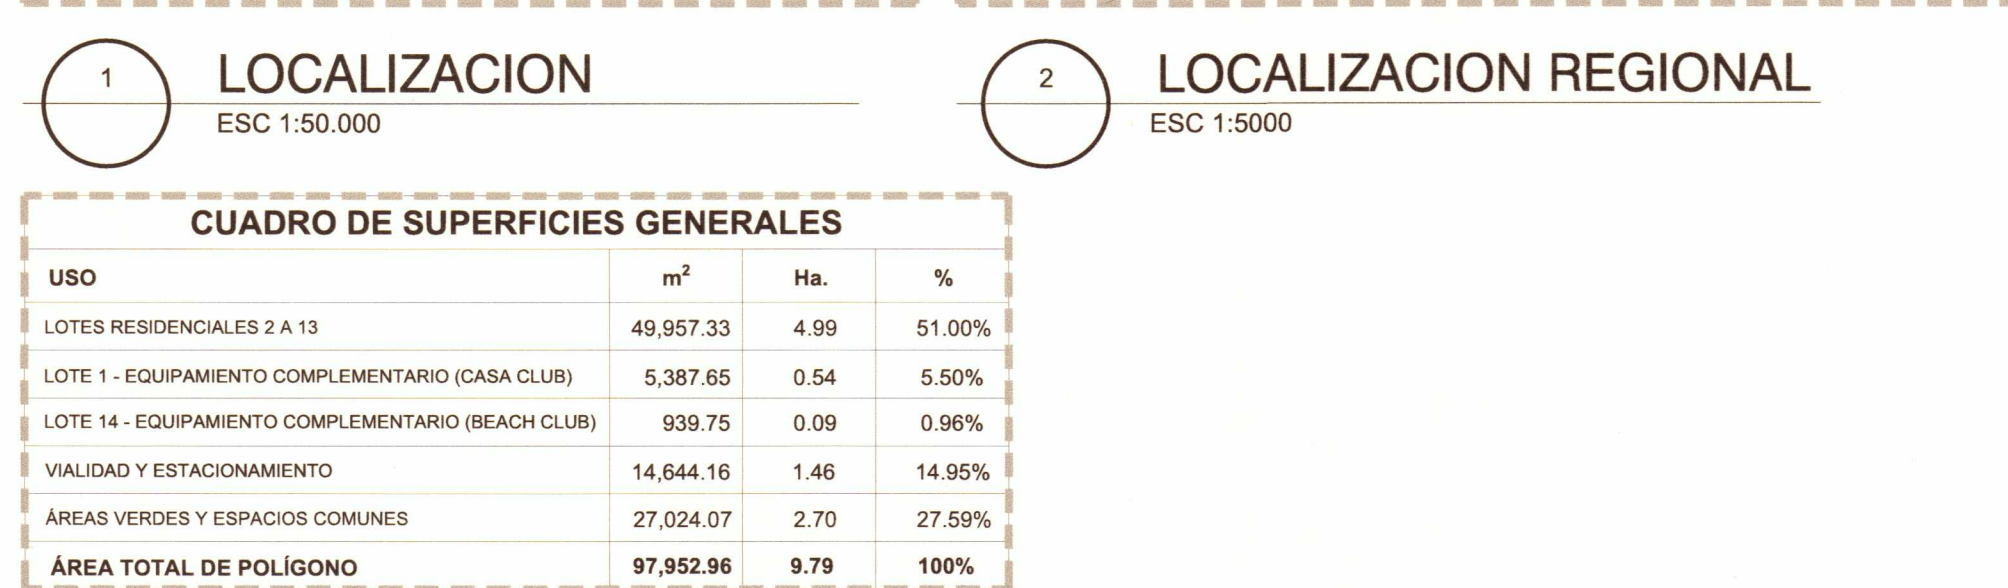 1 LOCALIZACION
ESC 1:50.000
2 LOCALIZACION REGIONAL
ESC 1:5000
CUADRO DE SUPERFICIES GENERALES
USO m² Ha. %
LOTES RESIDENCIALES 2 A 13 49,957.33 4.99 51.00%
LOTE 1 - EQUIPAMIENTO COMPLEMENTARIO (CASA CLUB) 5,387.65 0.54 5.50%
LOTE 14 - EQUIPAMIENTO COMPLEMENTARIO (BEACH CLUB) 939.75 0.09 0.96%
VIALIDAD Y ESTACIONAMIENTO 14,644.16 1.46 14.95%
ÁREAS VERDES Y ESPACIOS COMUNES 27,024.07 2.70 27.59%
ÁREA TOTAL DE POLÍGONO 97,952.96 9.79 100%